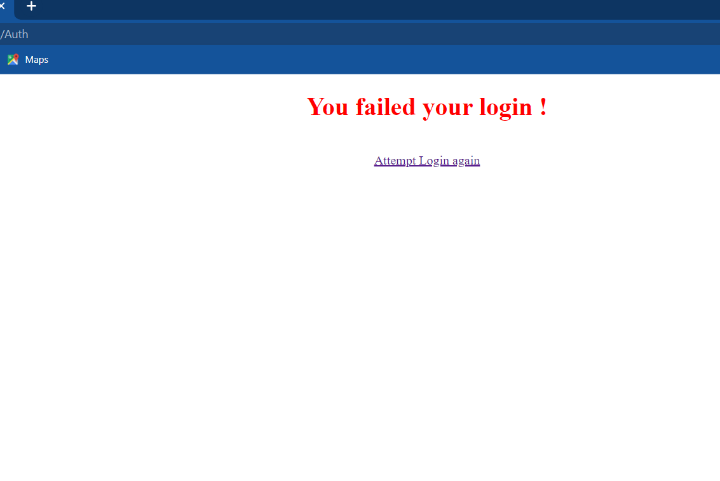 /Auth
Maps
You failed your login !
Attempt Login again